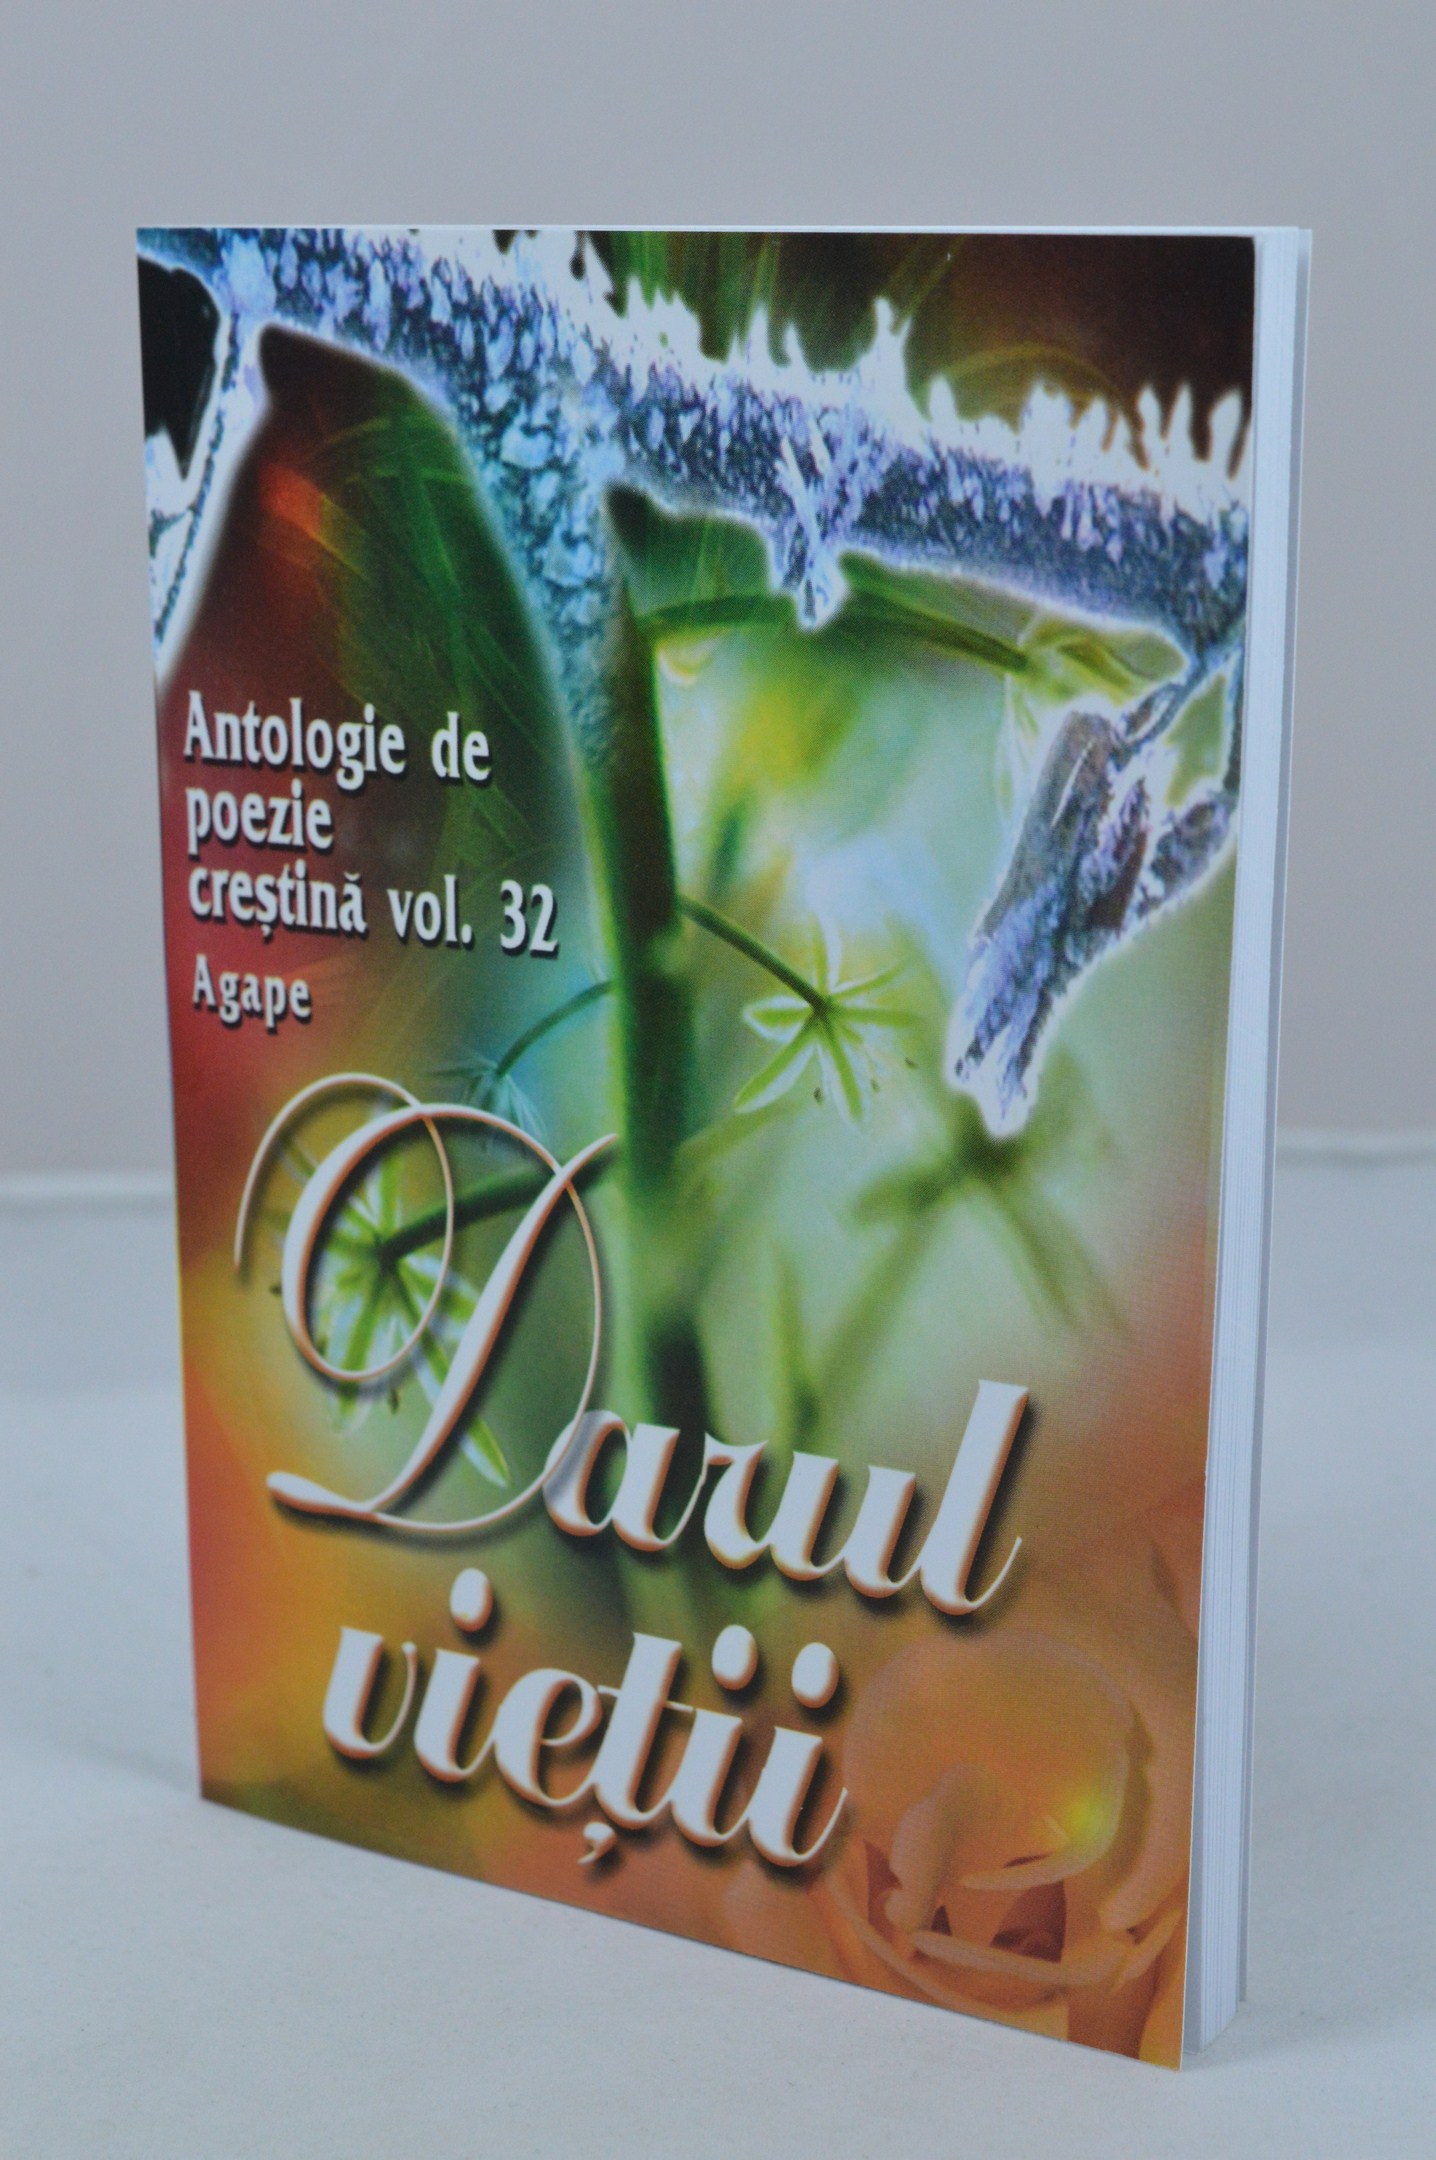 Antologie de
poezie
creștină vol. 32
Agape
Darul
vieții